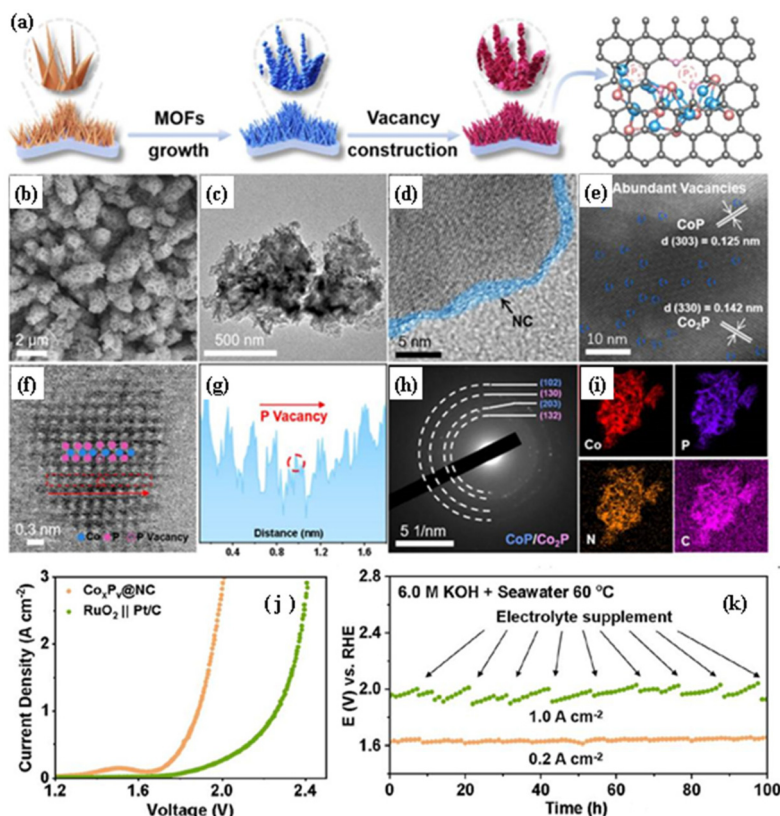 (a)
MOFs
growth
Vacancy
construction
(b)
2 μm
(c)
500 nm
(d)
NC
5 nm
(e)
Abundant Vacancies
CoP
d (303) = 0.125 nm
d (330) = 0.142 nm
Co₂P
10 nm
(f)
0.3 nm
Co P P Vacancy
(g)
P Vacancy
0.4 0.8 1.2 1.6
Distance (nm)
(h)
(102)
(130)
(203)
(132)
5 1/nm
CoP/Co₂P
(i)
Co
P
N
C
(j)
CoₓPᵥ@NC
RuO₂ || Pt/C
Current Density (A cm⁻²)
3
2
1
0
1.2 1.6 2.0 2.4
Voltage (V)
(k)
6.0 M KOH + Seawater 60 °C
Electrolyte supplement
1.0 A cm⁻²
0.2 A cm⁻²
E (V) vs. RHE
2.8
2.4
2.0
1.6
0 20 40 60 80 100
Time (h)